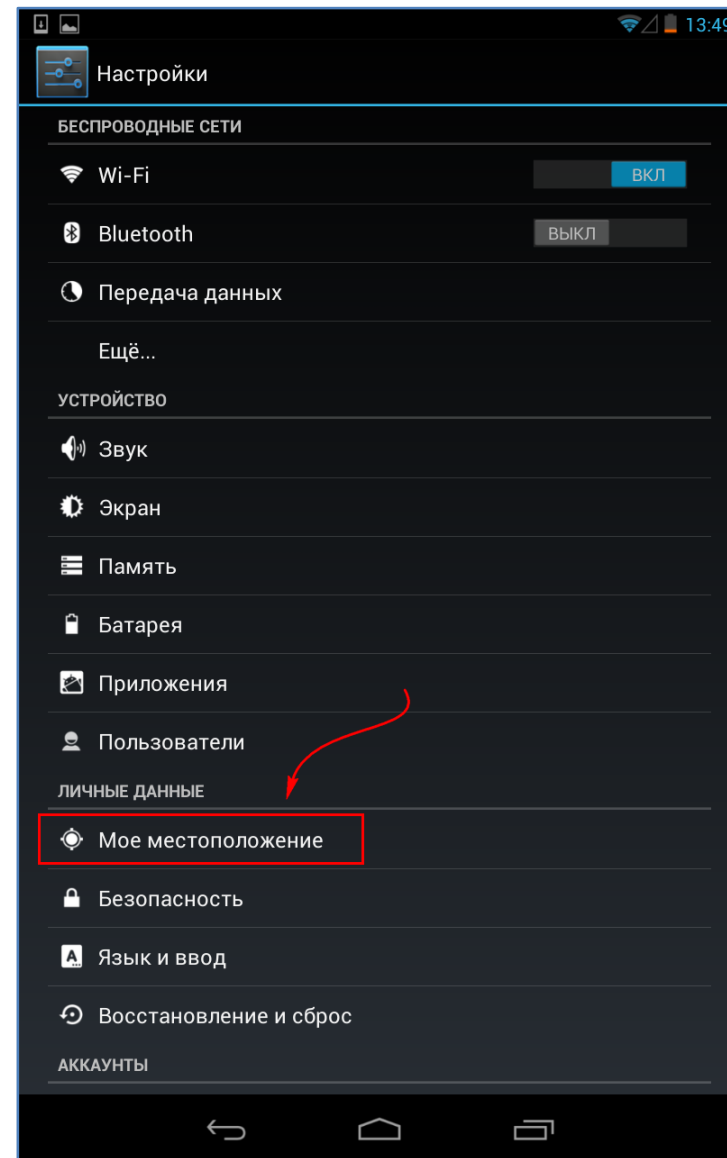 13:49
Настройки
БЕСПРОВОДНЫЕ СЕТИ
Wi-Fi ВКЛ
Bluetooth ВЫКЛ
Передача данных
Ещё...
УСТРОЙСТВО
Звук
Экран
Память
Батарея
Приложения
Пользователи
ЛИЧНЫЕ ДАННЫЕ
Мое местоположение
Безопасность
Язык и ввод
Восстановление и сброс
АККАУНТЫ